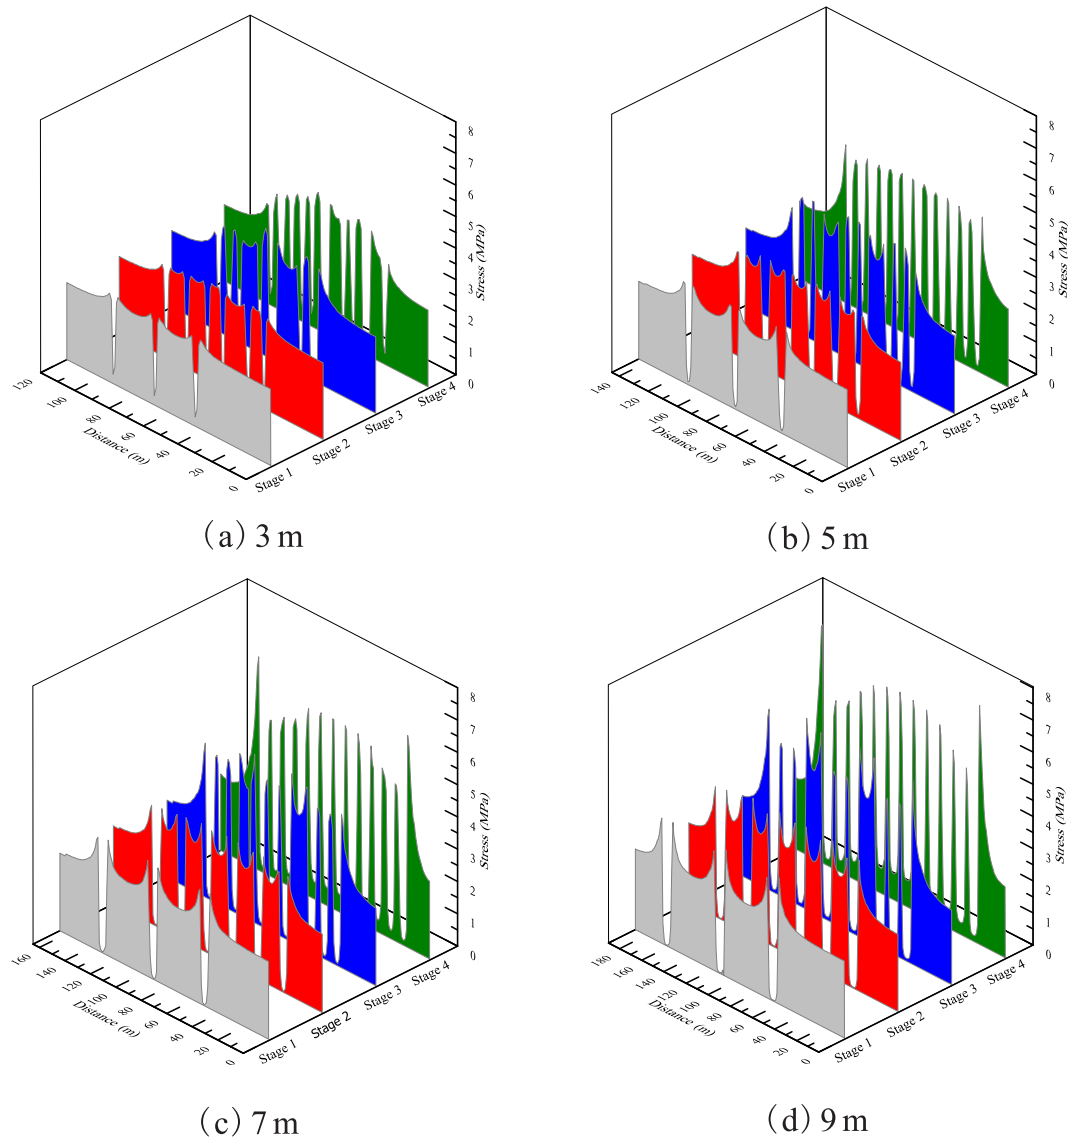 8
7
6
5
4
3
2
1
0
Stress (MPa)
120
100
80
60
40
20
0
Distance (m)
Stage 1
Stage 2
Stage 3
Stage 4
(a) 3 m
8
7
6
5
4
3
2
1
0
Stress (MPa)
140
120
100
80
60
40
20
0
Distance (m)
Stage 1
Stage 2
Stage 3
Stage 4
(b) 5 m
8
7
6
5
4
3
2
1
0
Stress (MPa)
160
140
120
100
80
60
40
20
0
Distance (m)
Stage 1
Stage 2
Stage 3
Stage 4
(c) 7 m
8
7
6
5
4
3
2
1
0
Stress (MPa)
180
160
140
120
100
80
60
40
20
0
Distance (m)
Stage 1
Stage 2
Stage 3
Stage 4
(d) 9 m